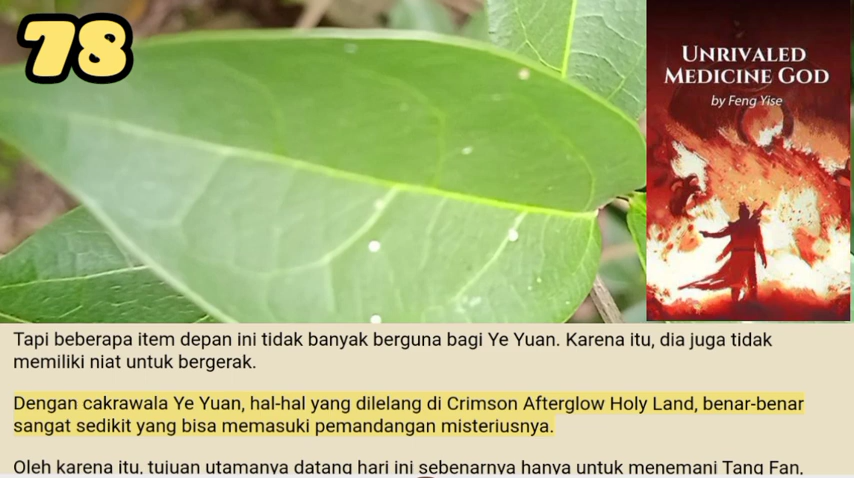 78
UNRIVALED
MEDICINE GOD
by Feng Yise
Tapi beberapa item depan ini tidak banyak berguna bagi Ye Yuan. Karena itu, dia juga tidak
memiliki niat untuk bergerak.
Dengan cakrawala Ye Yuan, hal-hal yang dilelang di Crimson Afterglow Holy Land, benar-benar
sangat sedikit yang bisa memasuki pemandangan misteriusnya.
Oleh karena itu, tujuan utamanya datang hari ini sebenarnya hanya untuk menemani Tang Fan,